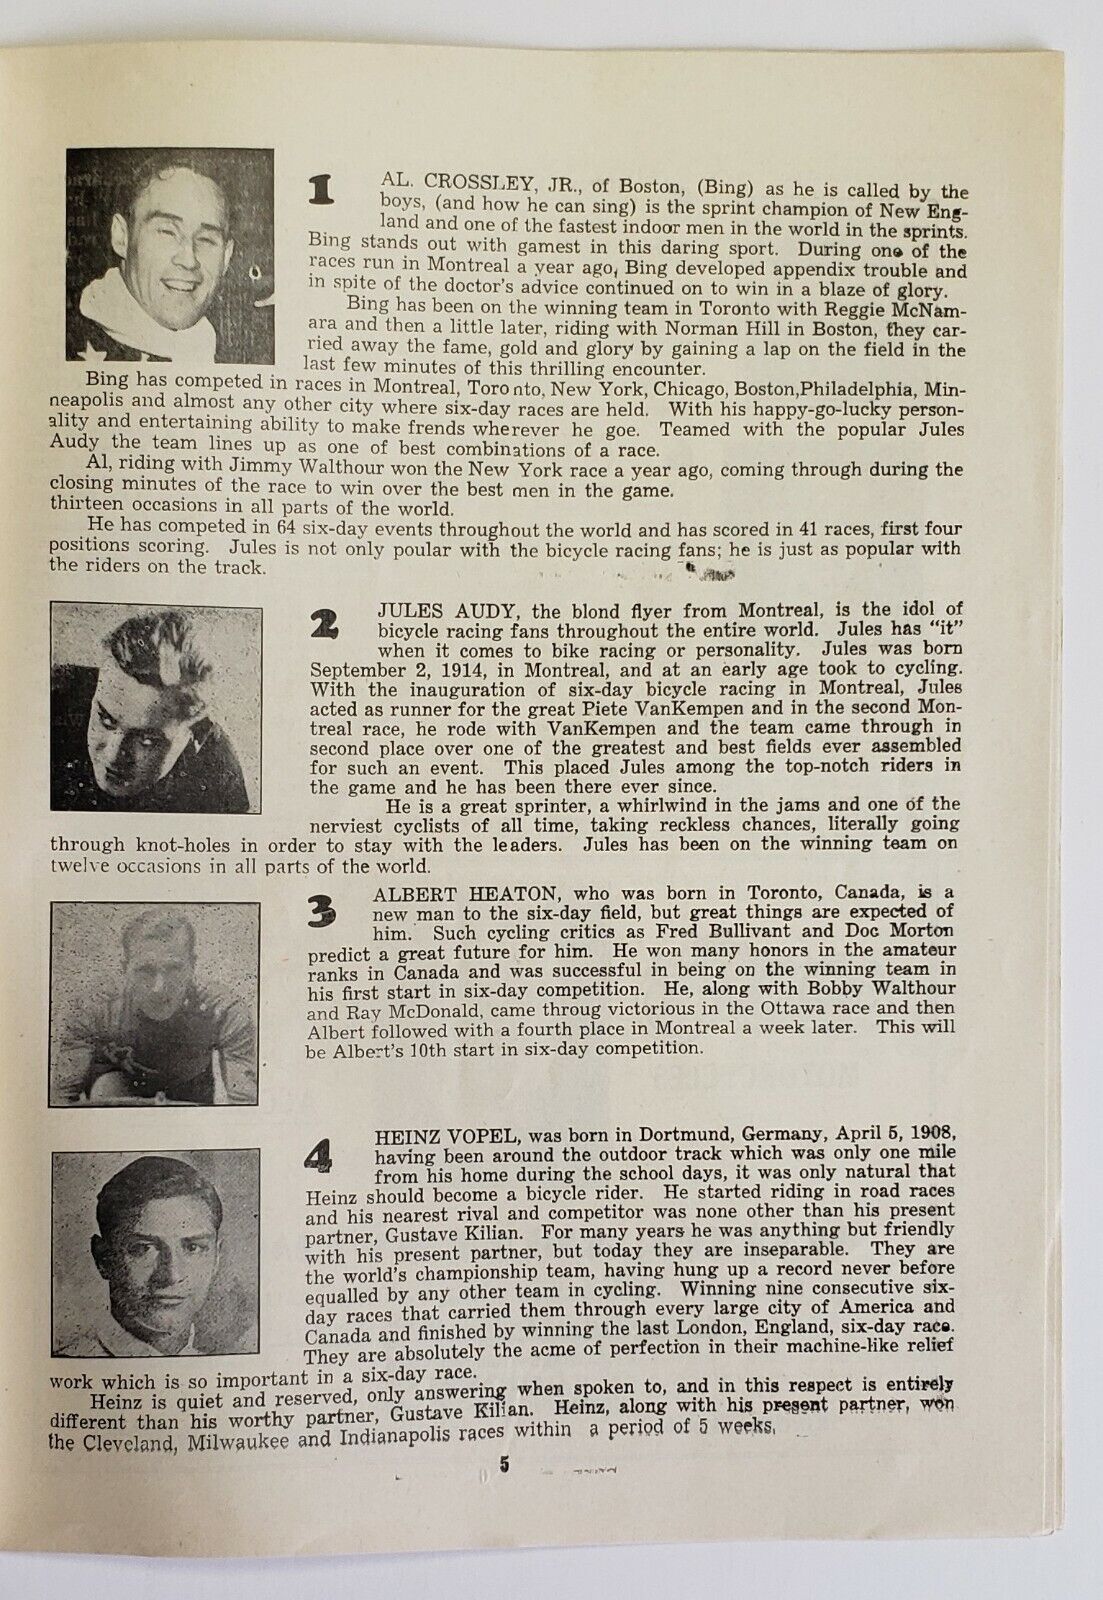 1 AL. CROSSLEY, JR., of Boston, (Bing) as he is called by the
boys, (and how he can sing) is the sprint champion of New Eng-
land and one of the fastest indoor men in the world in the sprints.
Bing stands out with gamest in this daring sport. During one of the
races run in Montreal a year ago, Bing developed appendix trouble and
in spite of the doctor's advice continued on to win in a blaze of glory.
Bing has been on the winning team in Toronto with Reggie McNam-
ara and then a little later, riding with Norman Hill in Boston, they car-
ried away the fame, gold and glory by gaining a lap on the field in the
last few minutes of this thrilling encounter.
Bing has competed in races in Montreal, Toronto, New York, Chicago, Boston,Philadelphia, Min-
neapolis and almost any other city where six-day races are held. With his happy-go-lucky person-
ality and entertaining ability to make frends wherever he goe. Teamed with the popular Jules
Audy the team lines up as one of best combinations of a race.
Al, riding with Jimmy Walthour won the New York race a year ago, coming through during the
closing minutes of the race to win over the best men in the game.
thirteen occasions in all parts of the world.
He has competed in 64 six-day events throughout the world and has scored in 41 races, first four
positions scoring. Jules is not only poular with the bicycle racing fans; he is just as popular with
the riders on the track.
2 JULES AUDY, the blond flyer from Montreal, is the idol of
bicycle racing fans throughout the entire world. Jules has "it"
when it comes to bike racing or personality. Jules was born
September 2, 1914, in Montreal, and at an early age took to cycling.
With the inauguration of six-day bicycle racing in Montreal, Jules
acted as runner for the great Piete VanKempen and in the second Mon-
treal race, he rode with VanKempen and the team came through in
second place over one of the greatest and best fields ever assembled
for such an event. This placed Jules among the top-notch riders in
the game and he has been there ever since.
He is a great sprinter, a whirlwind in the jams and one of the
nerviest cyclists of all time, taking reckless chances, literally going
through knot-holes in order to stay with the leaders. Jules has been on the winning team on
twelve occasions in all parts of the world.
3 ALBERT HEATON, who was born in Toronto, Canada, is a
new man to the six-day field, but great things are expected of
him. Such cycling critics as Fred Bullivant and Doc Morton
predict a great future for him. He won many honors in the amateur
ranks in Canada and was successful in being on the winning team in
his first start in six-day competition. He, along with Bobby Walthour
and Ray McDonald, came throug victorious in the Ottawa race and then
Albert followed with a fourth place in Montreal a week later. This will
be Albert's 10th start in six-day competition.
4 HEINZ VOPEL, was born in Dortmund, Germany, April 5, 1908,
having been around the outdoor track which was only one mile
from his home during the school days, it was only natural that
Heinz should become a bicycle rider. He started riding in road races
and his nearest rival and competitor was none other than his present
partner, Gustave Kilian. For many years he was anything but friendly
with his present partner, but today they are inseparable. They are
the world's championship team, having hung up a record never before
equalled by any other team in cycling. Winning nine consecutive six-
day races that carried them through every large city of America and
Canada and finished by winning the last London, England, six-day race.
They are absolutely the acme of perfection in their machine-like relief
work which is so important in a six-day race.
Heinz is quiet and reserved, only answering when spoken to, and in this respect is entirely
different than his worthy partner, Gustave Kilian. Heinz, along with his present partner, won
the Cleveland, Milwaukee and Indianapolis races within a period of 5 weeks.
5